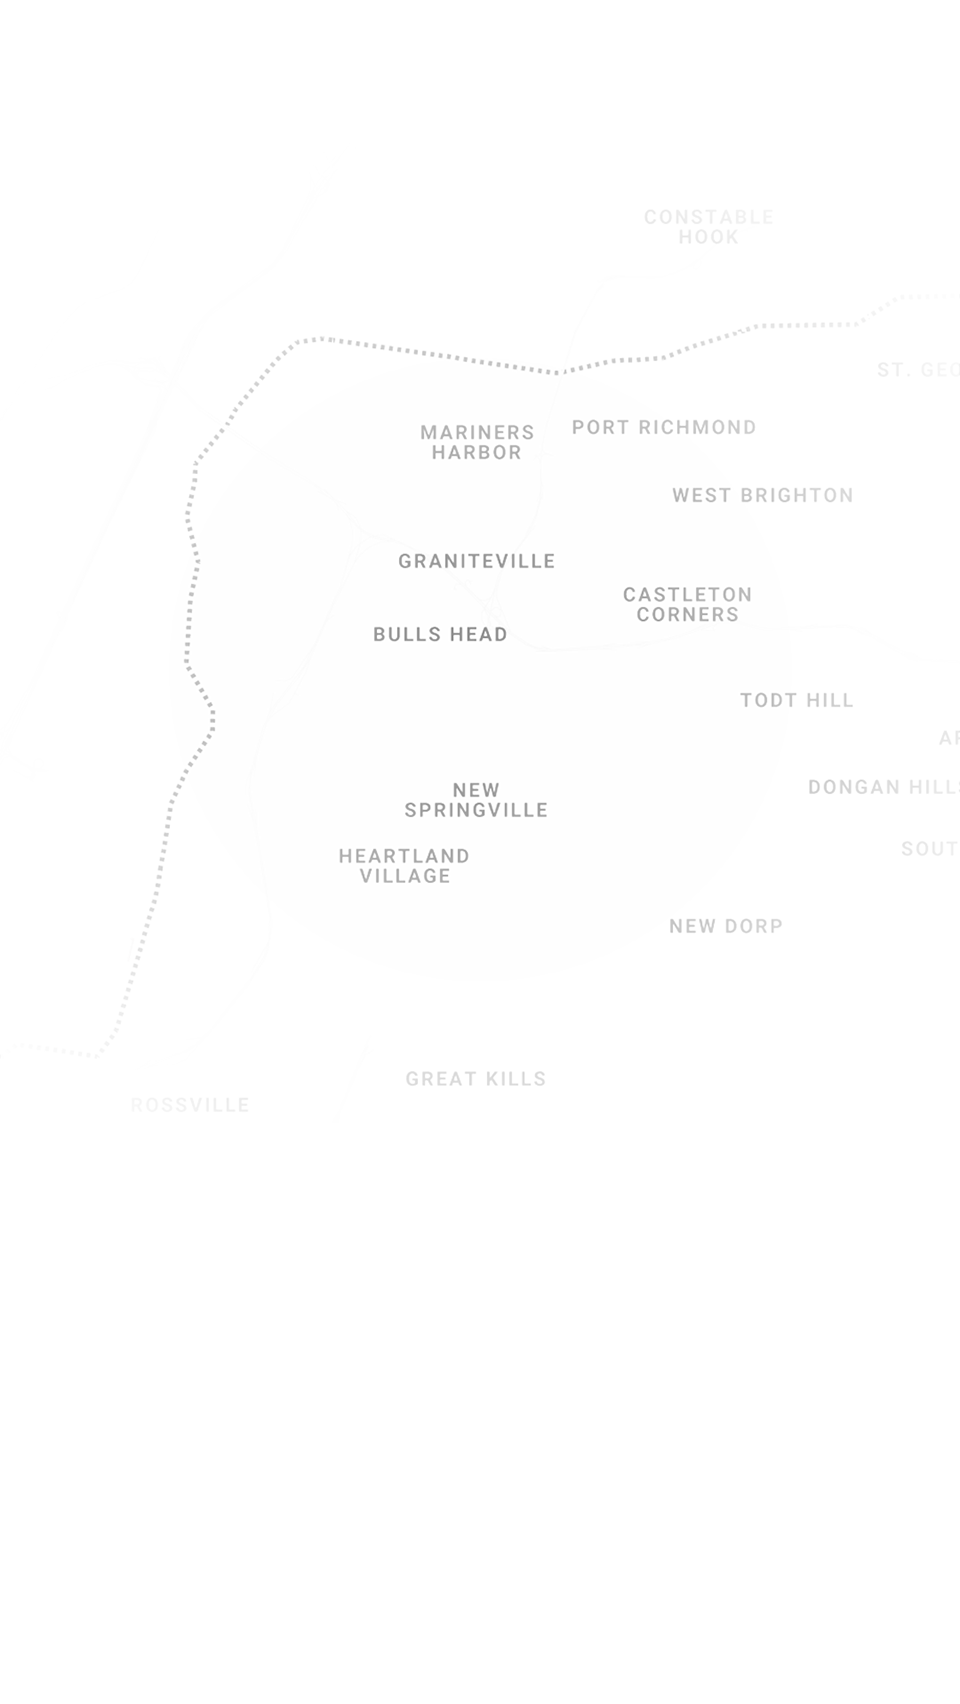 CONSTABLE
HOOK
ST. GEO
MARINERS
HARBOR
PORT RICHMOND
WEST BRIGHTON
GRANITEVILLE
CASTLETON
CORNERS
BULLS HEAD
TODT HILL
DONGAN HILLS
NEW
SPRINGVILLE
SOUT
HEARTLAND
VILLAGE
NEW DORP
GREAT KILLS
ROSSVILLE